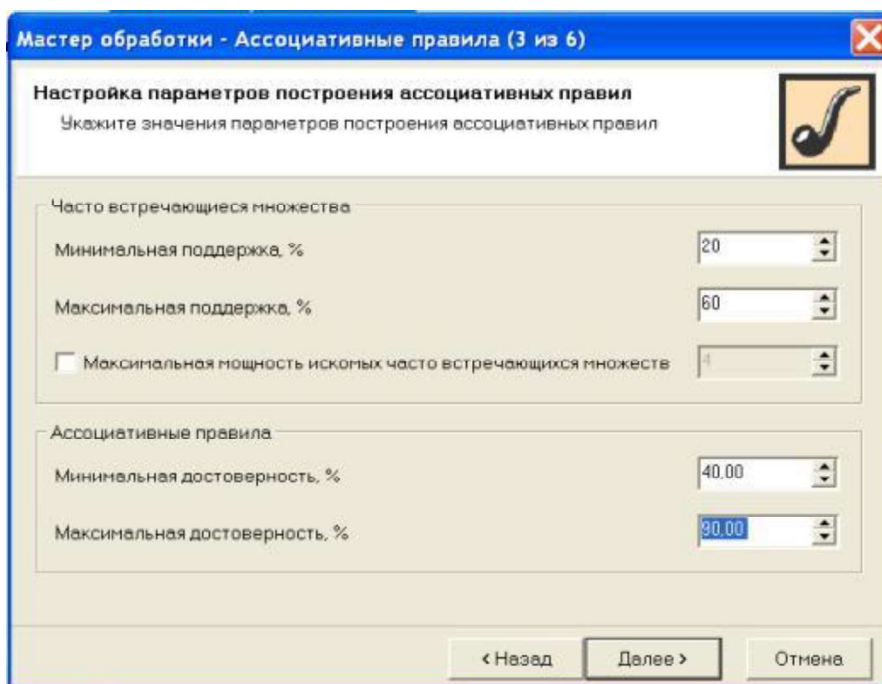 Мастер обработки - Ассоциативные правила (3 из 6)
Настройка параметров построения ассоциативных правил
Укажите значения параметров построения ассоциативных правил
Часто встречающиеся множества
Минимальная поддержка, % 20
Максимальная поддержка, % 60
Максимальная мощность искомых часто встречающихся множеств 4
Ассоциативные правила
Минимальная достоверность, % 40,00
Максимальная достоверность, % 90,00
< Назад Далее > Отмена